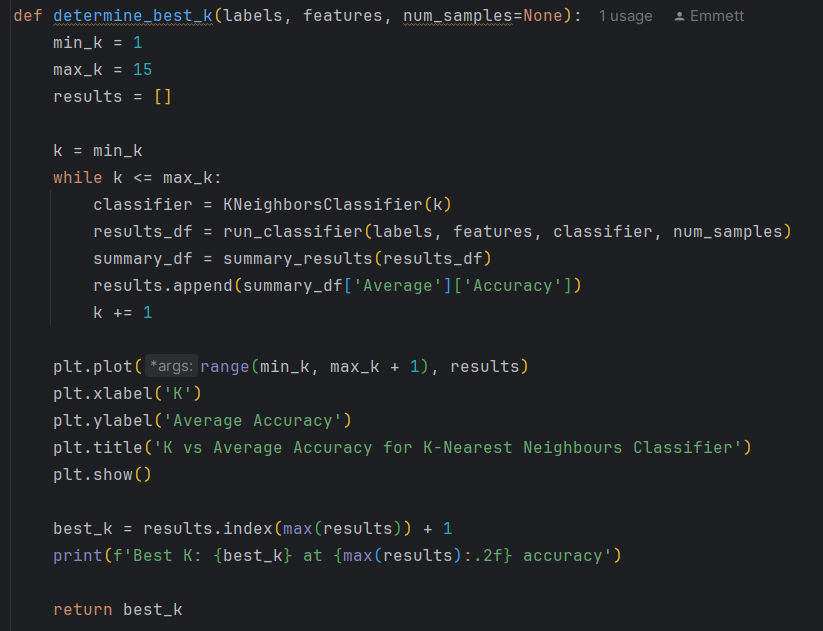 def determine_best_k(labels, features, num_samples=None):  1 usage  Emmett
    min_k = 1
    max_k = 15
    results = []

    k = min_k
    while k <= max_k:
        classifier = KNeighborsClassifier(k)
        results_df = run_classifier(labels, features, classifier, num_samples)
        summary_df = summary_results(results_df)
        results.append(summary_df['Average']['Accuracy'])
        k += 1

    plt.plot( *args: range(min_k, max_k + 1), results)
    plt.xlabel('K')
    plt.ylabel('Average Accuracy')
    plt.title('K vs Average Accuracy for K-Nearest Neighbours Classifier')
    plt.show()

    best_k = results.index(max(results)) + 1
    print(f'Best K: {best_k} at {max(results):.2f} accuracy')

    return best_k